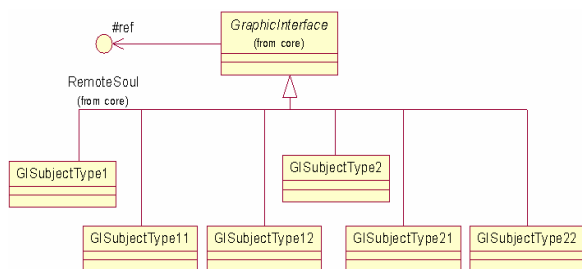 #ref
GraphicInterface
(from core)
RemoteSoul
(from core)
GISubjectType1
GISubjectType2
GISubjectType11
GISubjectType12
GISubjectType21
GISubjectType22